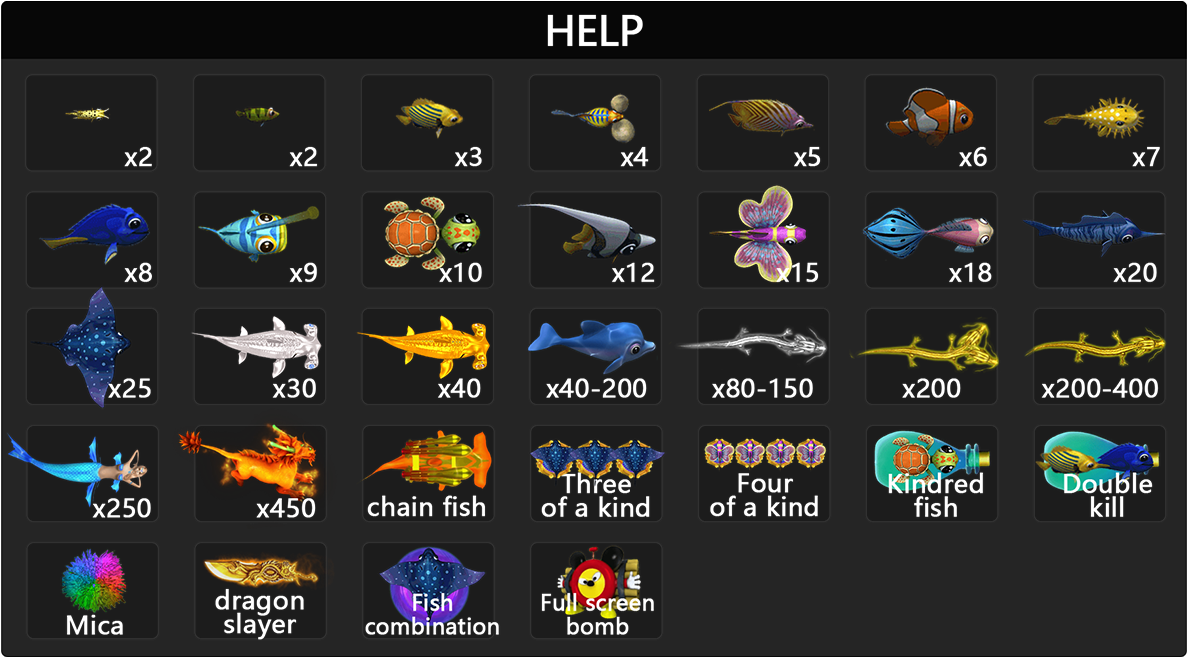 HELP
x2
x2
x3
x4
x5
x6
x7
x8
x9
x10
x12
x15
x18
x20
x25
x30
x40
x40-200
x80-150
x200
x200-400
x250
x450
chain fish
Three
of a kind
Four
of a kind
Kindred
fish
Double
kill
Mica
dragon
slayer
Fish
combination
Full screen
bomb